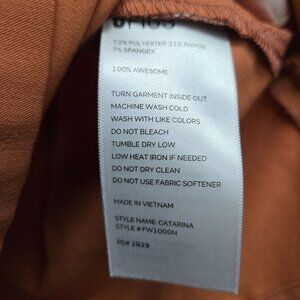 72% POLYESTER 21% RAYON
7% SPANDEX
100% AWESOME
TURN GARMENT INSIDE OUT
MACHINE WASH COLD
WASH WITH LIKE COLORS
DO NOT BLEACH
TUMBLE DRY LOW
LOW HEAT IRON IF NEEDED
DO NOT DRY CLEAN
DO NOT USE FABRIC SOFTENER
MADE IN VIETNAM
STYLE NAME: CATARINA
STYLE #FW1000N
PO# 2929